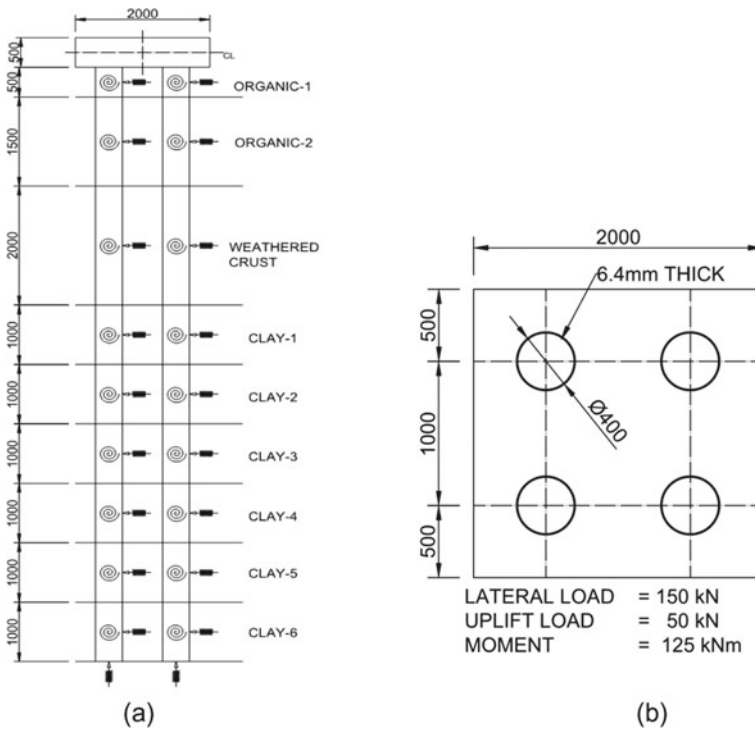 2000
500
CL
500
ORGANIC-1
1500
ORGANIC-2
2000
WEATHERED
CRUST
1000
CLAY-1
1000
CLAY-2
1000
CLAY-3
1000
CLAY-4
1000
CLAY-5
1000
CLAY-6
(a)
2000
6.4mm THICK
500
Ø400
1000
500
LATERAL LOAD = 150 kN
UPLIFT LOAD = 50 kN
MOMENT = 125 kNm
(b)